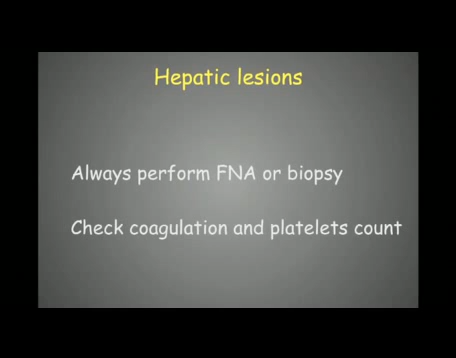 Hepatic lesions
Always perform FNA or biopsy
Check coagulation and platelets count